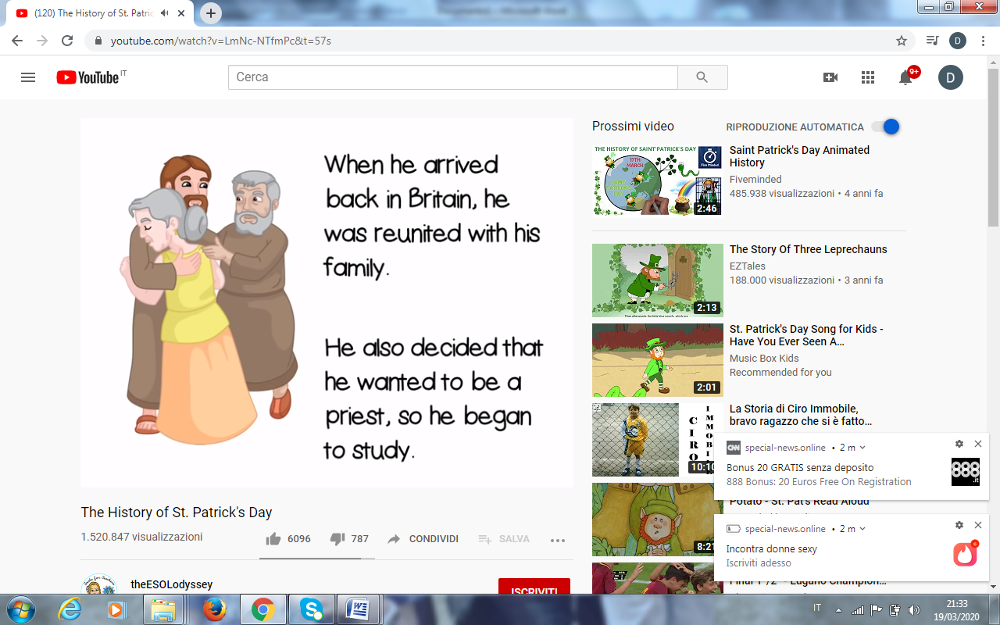 (120) The History of St. Patric
youtube.com/watch?v=LmNc-NTfmPc&t=57s
D
YouTube IT
Cerca
9+
D
When he arrived
back in Britain, he
was reunited with his
family.
He also decided that
he wanted to be a
priest, so he began
to study.
The History of St. Patrick's Day
1.520.847 visualizzazioni
6096
787
CONDIVIDI
SALVA
theESOLodyssey
ISCRIVITI
Prossimi video
RIPRODUZIONE AUTOMATICA
THE HISTORY OF SAINT'PATRICK'S DAY
17TH
MARCH
SAINT
PATRICK'S
DAY
Five Minded
2:46
Saint Patrick's Day Animated
History
Fiveminded
485.938 visualizzazioni • 4 anni fa
2:13
The Story Of Three Leprechauns
EZTales
188.000 visualizzazioni • 3 anni fa
2:01
St. Patrick's Day Song for Kids -
Have You Ever Seen A...
Music Box Kids
Recommended for you
CIRO
IMMOBIL
10:10
La Storia di Ciro Immobile,
bravo ragazzo che si è fatto...
8:21
Potato - St. Pat's Read Aloud
Final 1^/2^ - Lugano Champion...
CNN
special-news.online • 2 m
Bonus 20 GRATIS senza deposito
888 Bonus: 20 Euros Free On Registration
888
.it
special-news.online • 2 m
Incontra donne sexy
Iscriviti adesso
6
IT
21:33
19/03/2020